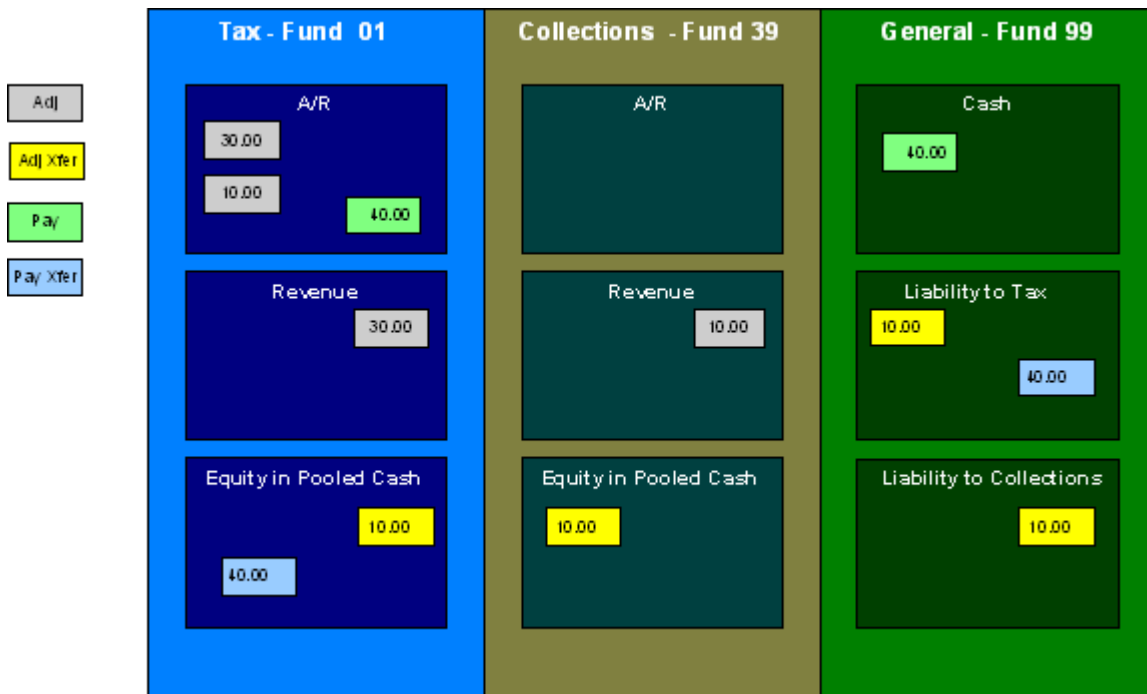 Tax - Fund 01
Collections - Fund 39
General - Fund 99
Adj
Adj Xfer
Pay
Pay Xfer
A/R
30.00
10.00
40.00
Revenue
30.00
Equity in Pooled Cash
10.00
40.00
A/R
Revenue
10.00
Equity in Pooled Cash
10.00
Cash
40.00
Liability to Tax
10.00
40.00
Liability to Collections
10.00